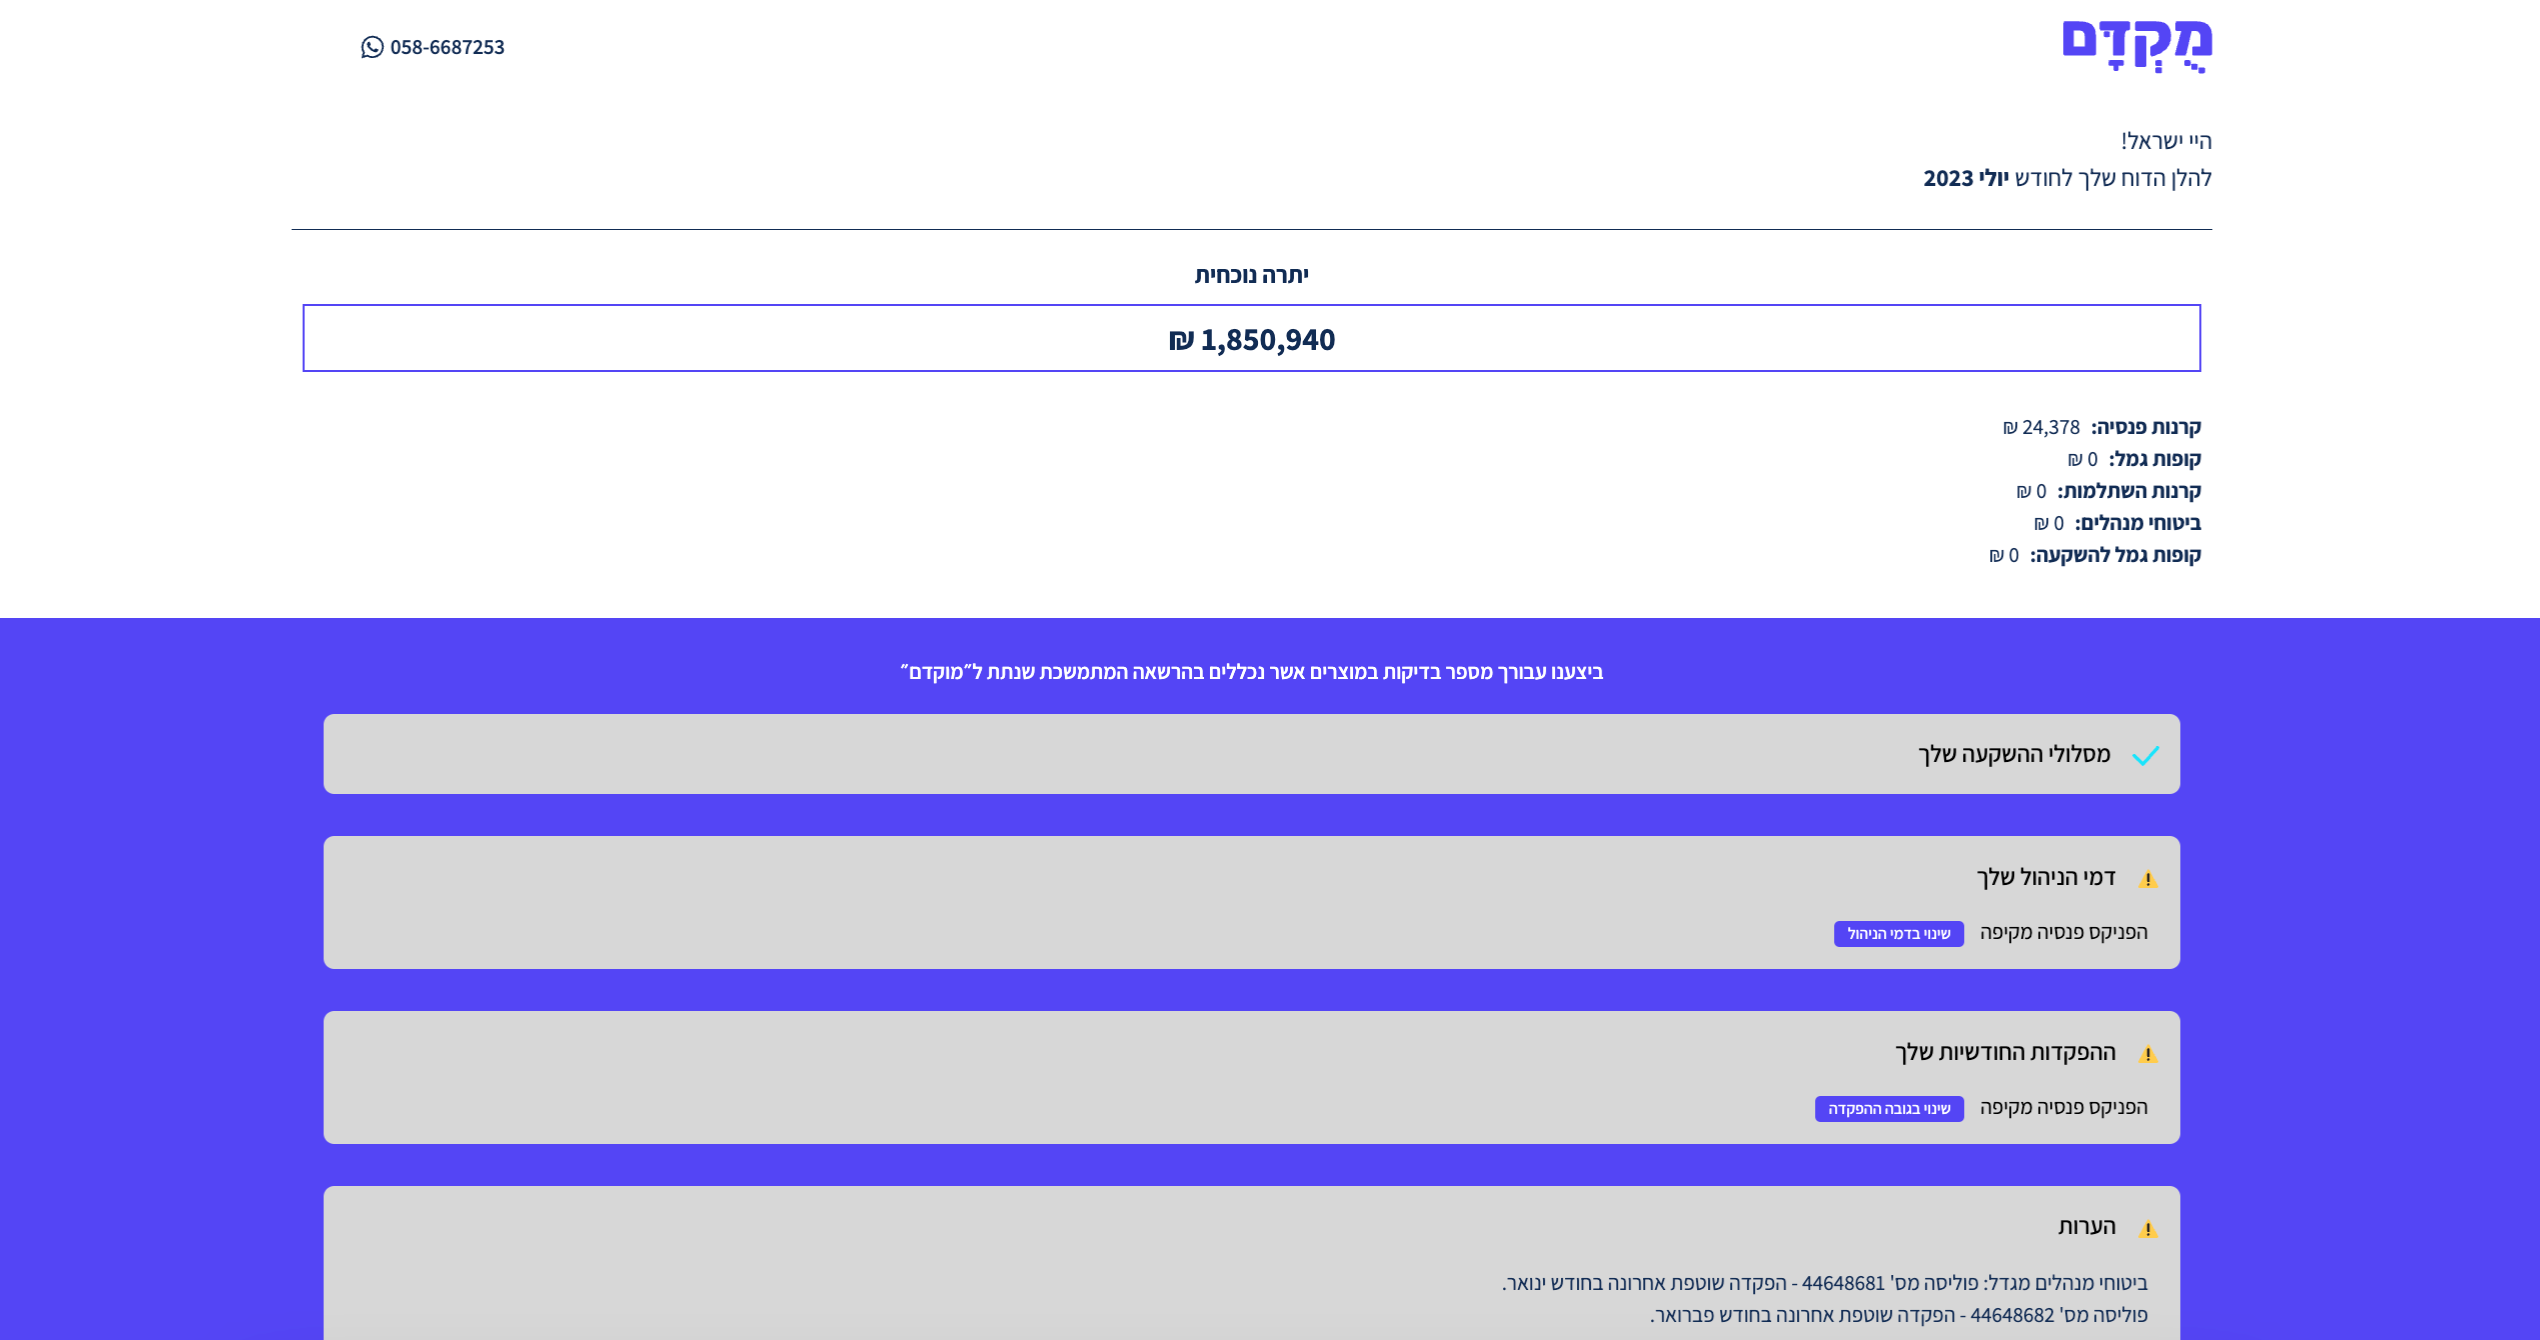 מֻקְדָּם
058-6687253
היי ישראל!
להלן הדוח שלך לחודש יולי 2023
יתרה נוכחית
1,850,940 ₪
קרנות פנסיה: 24,378 ₪
קופות גמל: 0 ₪
קרנות השתלמות: 0 ₪
ביטוחי מנהלים: 0 ₪
קופות גמל להשקעה: 0 ₪
ביצענו עבורך מספר בדיקות במוצרים אשר נכללים בהרשאה המתמשכת שנתת ל״מוקדם״
מסלולי ההשקעה שלך
דמי הניהול שלך
הפניקס פנסיה מקיפה שינוי בדמי הניהול
ההפקדות החודשיות שלך
הפניקס פנסיה מקיפה שינוי בגובה ההפקדה
הערות
ביטוחי מנהלים מגדל: פוליסה מס' 44648681 - הפקדה שוטפת אחרונה בחודש ינואר.
פוליסה מס' 44648682 - הפקדה שוטפת אחרונה בחודש פברואר.